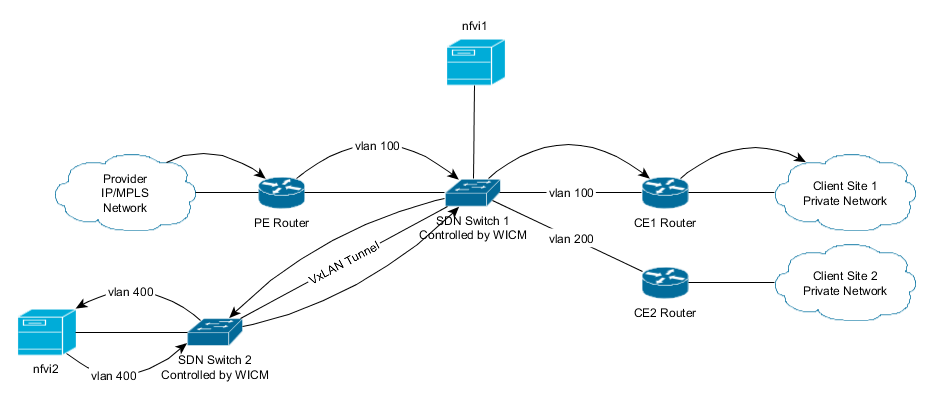 nfvi1
vlan 100
Provider
IP/MPLS
Network
PE Router
SDN Switch 1
Controlled by WICM
vlan 100
CE1 Router
Client Site 1
Private Network
vlan 200
VxLAN Tunnel
CE2 Router
Client Site 2
Private Network
vlan 400
nfvi2
vlan 400
SDN Switch 2
Controlled by WICM